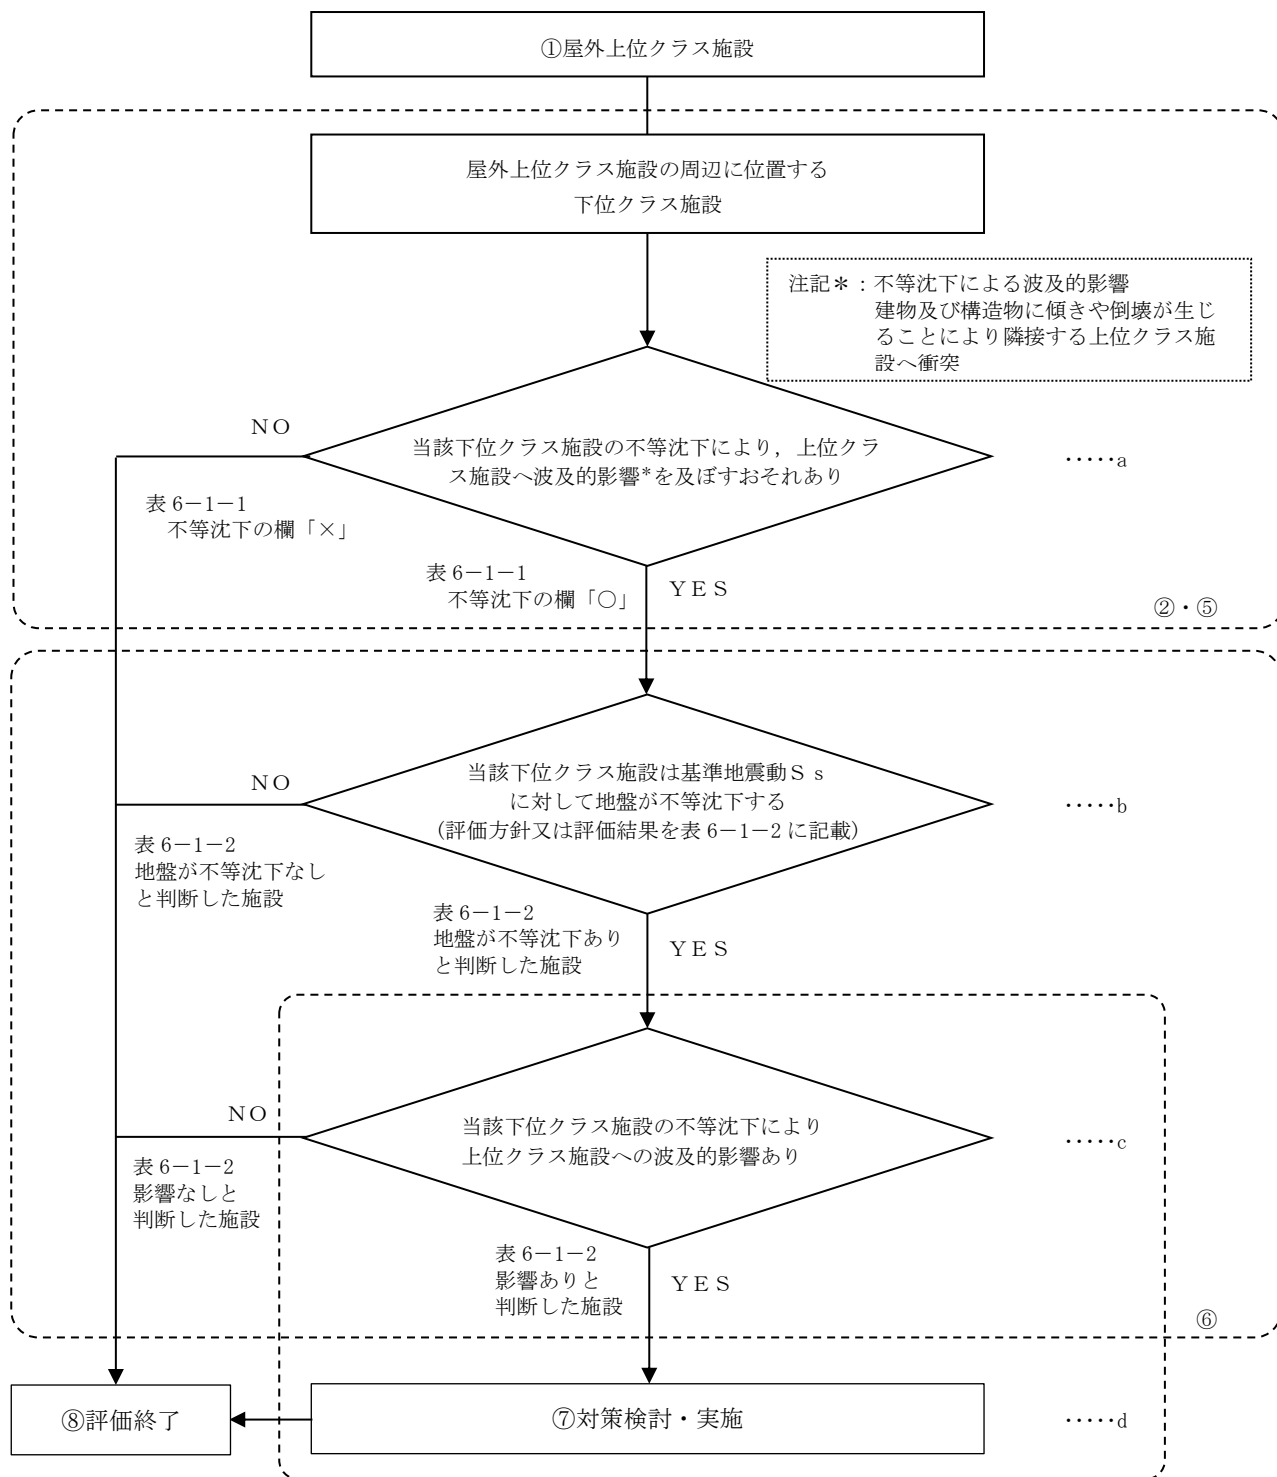 ①屋外上位クラス施設
屋外上位クラス施設の周辺に位置する
下位クラス施設
注記＊：不等沈下による波及的影響
建物及び構造物に傾きや倒壊が生じ
ることにより隣接する上位クラス施
設へ衝突
NO
当該下位クラス施設の不等沈下により，上位クラ
ス施設へ波及的影響*を及ぼすおそれあり
‥‥‥a
表 6－1－1
不等沈下の欄「×」
表 6－1－1
不等沈下の欄「○」
YES
②・⑤
NO
当該下位クラス施設は基準地震動Ｓｓ
に対して地盤が不等沈下する
(評価方針又は評価結果を表 6－1－2 に記載)
‥‥‥b
表 6－1－2
地盤が不等沈下なし
と判断した施設
表 6－1－2
地盤が不等沈下あり
と判断した施設
YES
NO
当該下位クラス施設の不等沈下により
上位クラス施設への波及的影響あり
‥‥‥c
表 6－1－2
影響なしと
判断した施設
表 6－1－2
影響ありと
判断した施設
YES
⑥
⑧評価終了
⑦対策検討・実施
‥‥‥d